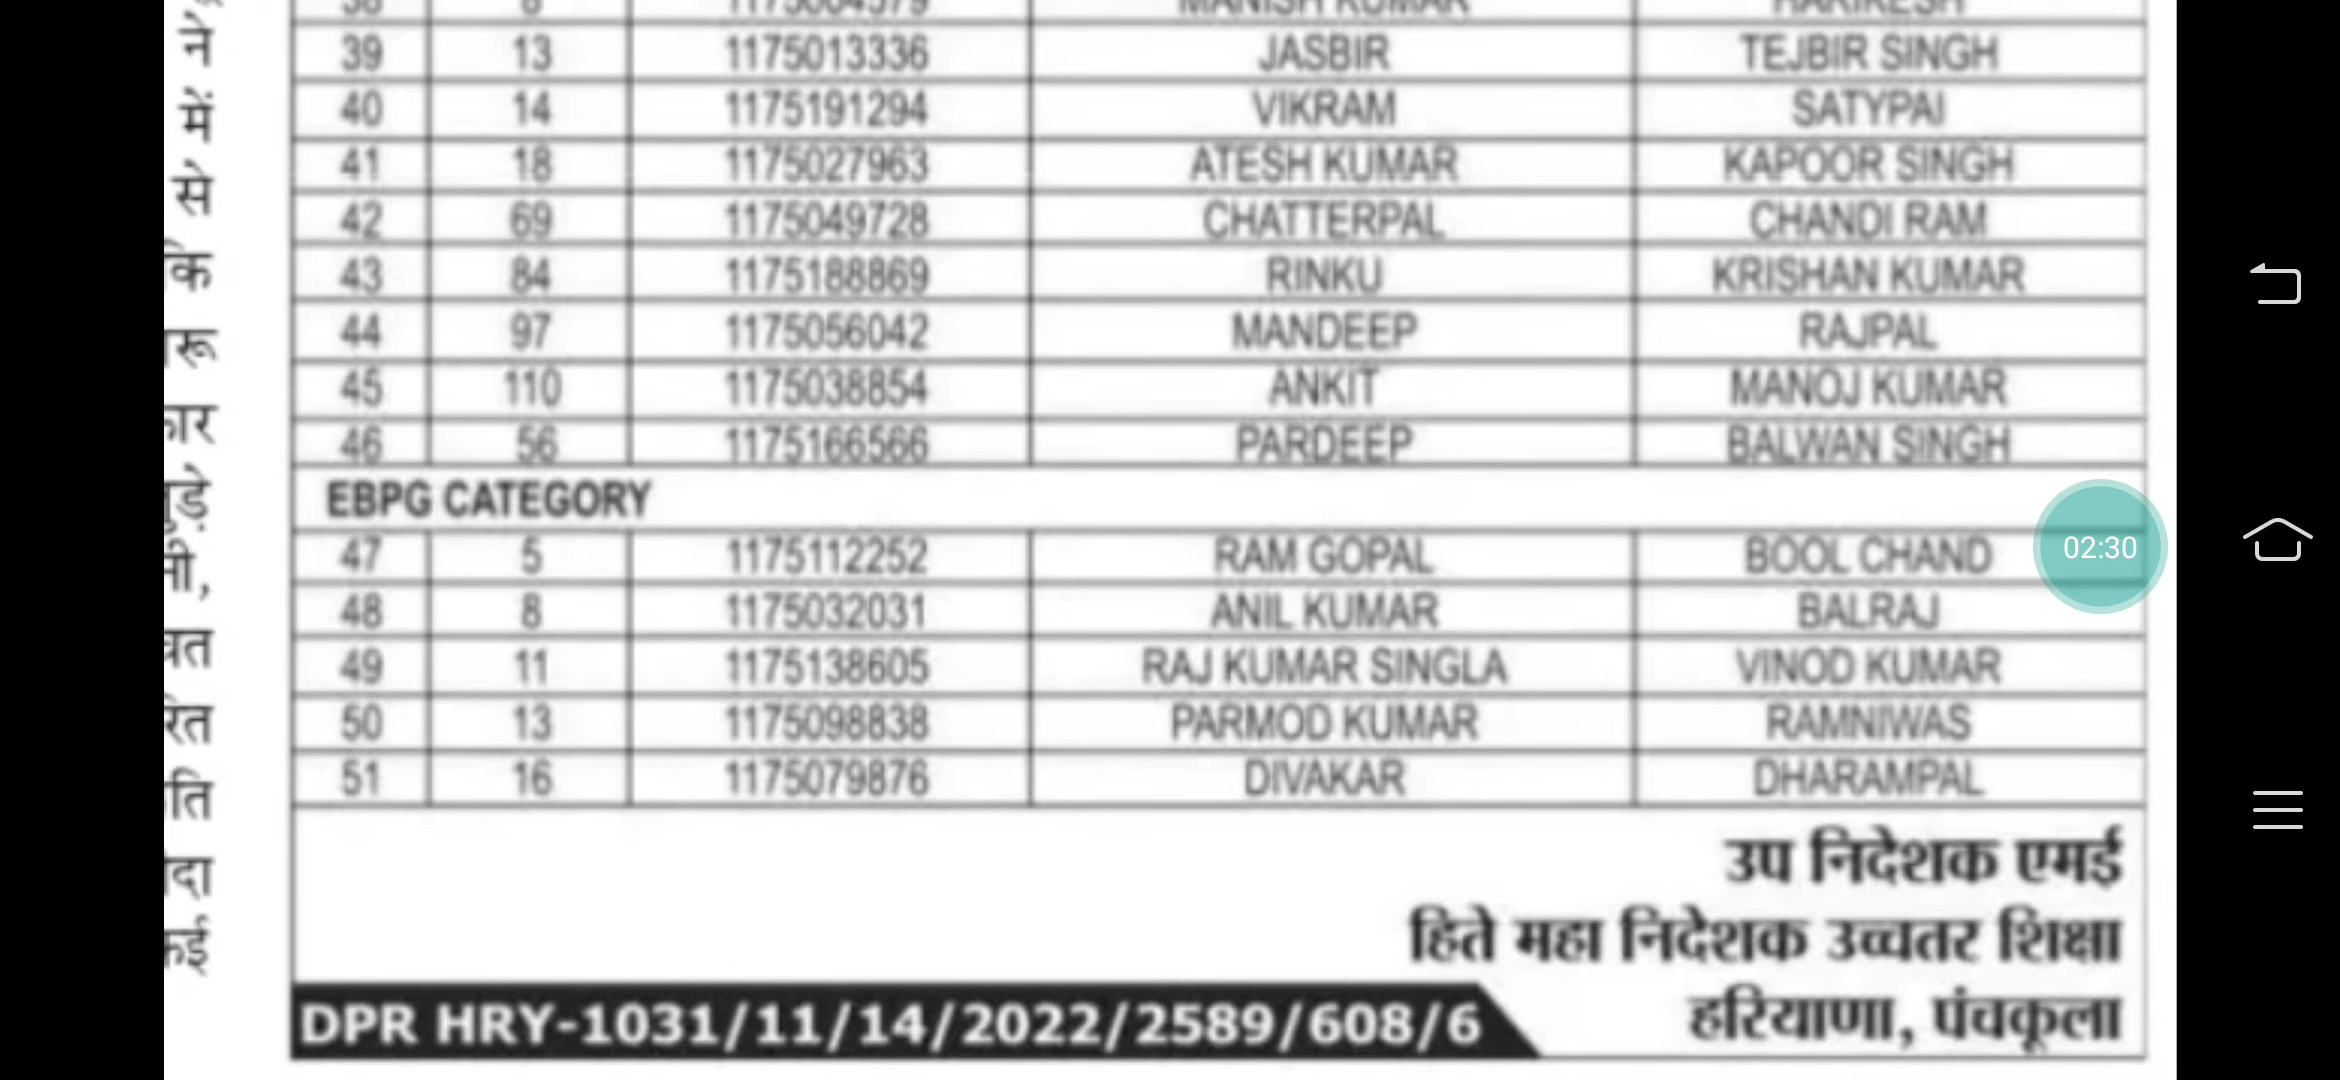 39 13 1175013336 JASBIR TEJBIR SINGH
40 14 1175191294 VIKRAM SATYPAI
41 18 1175027963 ATESH KUMAR KAPOOR SINGH
42 69 1175049728 CHATTERPAL CHANDI RAM
43 84 1175188869 RINKU KRISHAN KUMAR
44 97 1175056042 MANDEEP RAJPAL
45 110 1175038854 ANKIT MANOJ KUMAR
46 56 1175166566 PARDEEP BALWAN SINGH
EBPG CATEGORY
47 5 1175112252 RAM GOPAL BOOL CHAND
02:30
48 8 1175032031 ANIL KUMAR BALRAJ
49 11 1175138605 RAJ KUMAR SINGLA VINOD KUMAR
50 13 1175098838 PARMOD KUMAR RAMNIWAS
51 16 1175079876 DIVAKAR DHARAMPAL
उप निदेशक एमई
हिते महा निदेशक उच्चतर शिक्षा
हरियाणा, पंचकूला
DPR HRY-1031/11/14/2022/2589/608/6